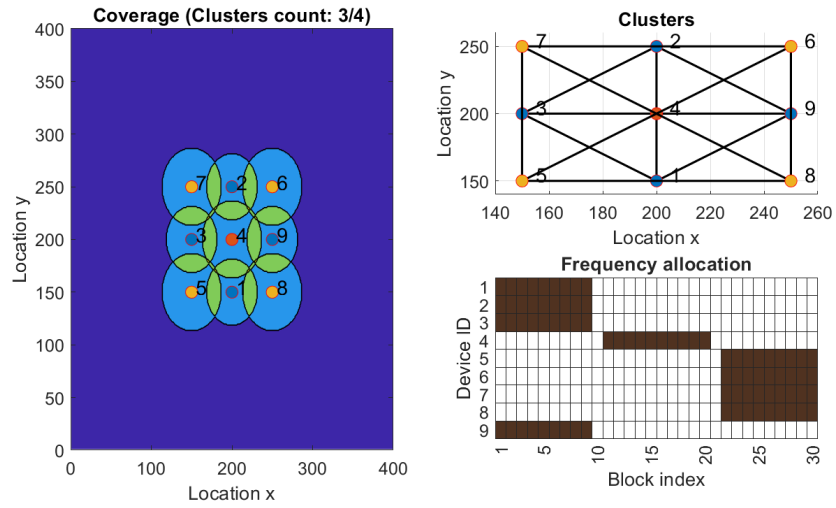 Coverage (Clusters count: 3/4)
400
350
300
250
200
150
100
50
0
Location y
7 2 6
3 4 9
5 1 8
0 100 200 300 400
Location x
Clusters
250
200
150
Location y
7 2 6
3 4 9
5 1 8
140 160 180 200 220 240 260
Location x
Frequency allocation
1
2
3
4
5
6
7
8
9
Device ID
1 5 10 15 20 25 30
Block index